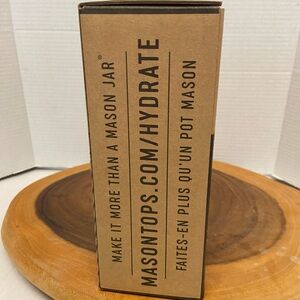 MAKE IT MORE THAN A MASON JAR®
MASONTOPS.COM/HYDRATE
FAITES-EN PLUS QU'UN POT MASON